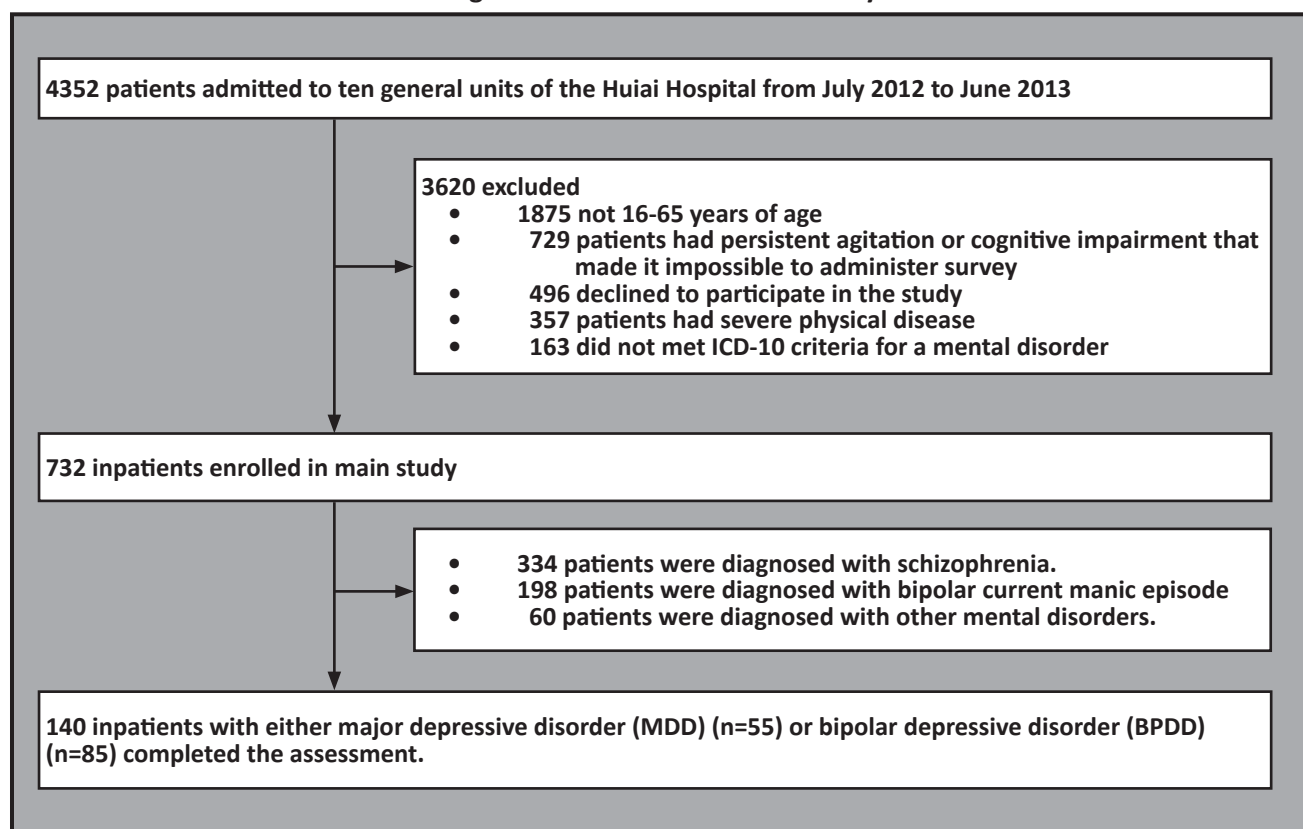 4352 patients admitted to ten general units of the Huiai Hospital from July 2012 to June 2013
3620 excluded
• 1875 not 16-65 years of age
• 729 patients had persistent agitation or cognitive impairment that
made it impossible to administer survey
• 496 declined to participate in the study
• 357 patients had severe physical disease
• 163 did not met ICD-10 criteria for a mental disorder
732 inpatients enrolled in main study
• 334 patients were diagnosed with schizophrenia.
• 198 patients were diagnosed with bipolar current manic episode
• 60 patients were diagnosed with other mental disorders.
140 inpatients with either major depressive disorder (MDD) (n=55) or bipolar depressive disorder (BPDD)
(n=85) completed the assessment.